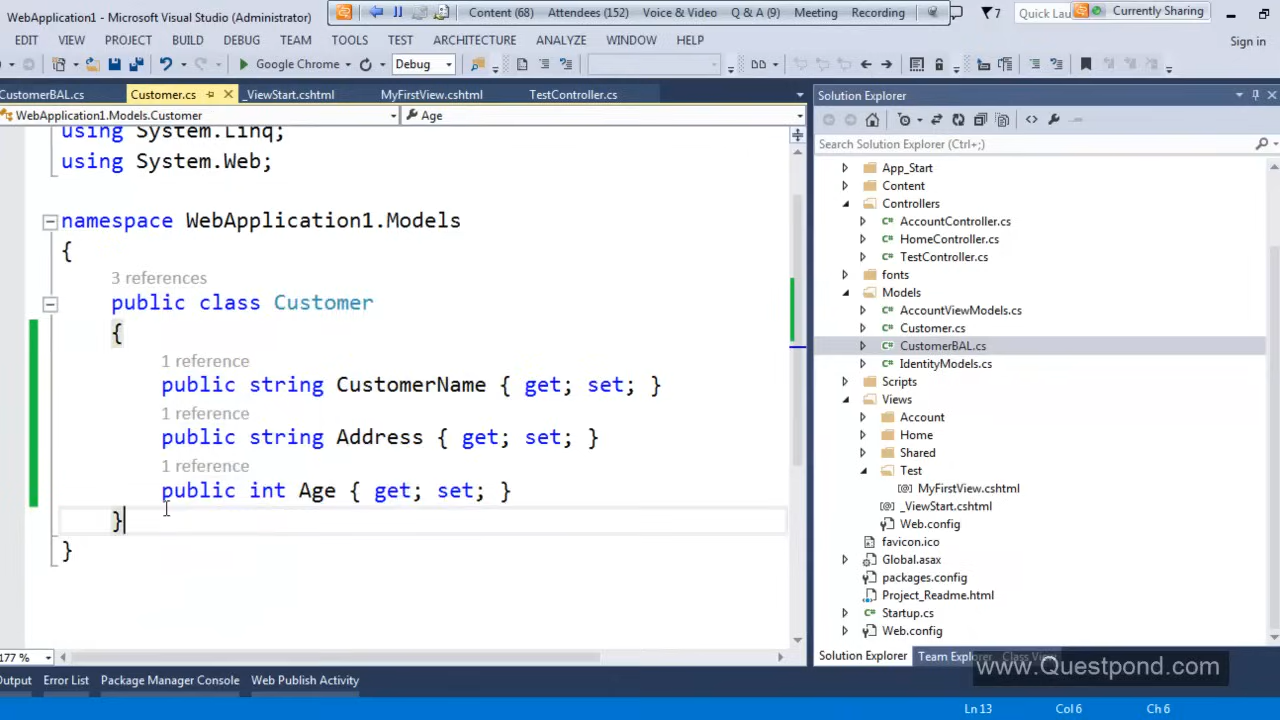 WebApplication1 - Microsoft Visual Studio (Administrator)
Content (68) Attendees (152) Voice & Video Q & A (9) Meeting Recording
7 Quick Lau Currently Sharing
EDIT VIEW PROJECT BUILD DEBUG TEAM TOOLS TEST ARCHITECTURE ANALYZE WINDOW HELP Sign in
Google Chrome Debug
CustomerBAL.cs Customer.cs _ViewStart.cshtml MyFirstView.cshtml TestController.cs
WebApplication1.Models.Customer Age
using System.Linq;
using System.Web;
namespace WebApplication1.Models
{
3 references
public class Customer
{
1 reference
public string CustomerName { get; set; }
1 reference
public string Address { get; set; }
1 reference
public int Age { get; set; }
}
}
177 %
Solution Explorer
Search Solution Explorer (Ctrl+;)
App_Start
Content
Controllers
C# AccountController.cs
C# HomeController.cs
C# TestController.cs
fonts
Models
C# AccountViewModels.cs
C# Customer.cs
C# CustomerBAL.cs
C# IdentityModels.cs
Scripts
Views
Account
Home
Shared
Test
[@] MyFirstView.cshtml
[@] _ViewStart.cshtml
Web.config
favicon.ico
Global.asax
packages.config
Project_Readme.html
C# Startup.cs
Web.config
Solution Explorer Team Explorer Class View
www.Questpond.com
Output Error List Package Manager Console Web Publish Activity
Ln 13 Col 6 Ch 6